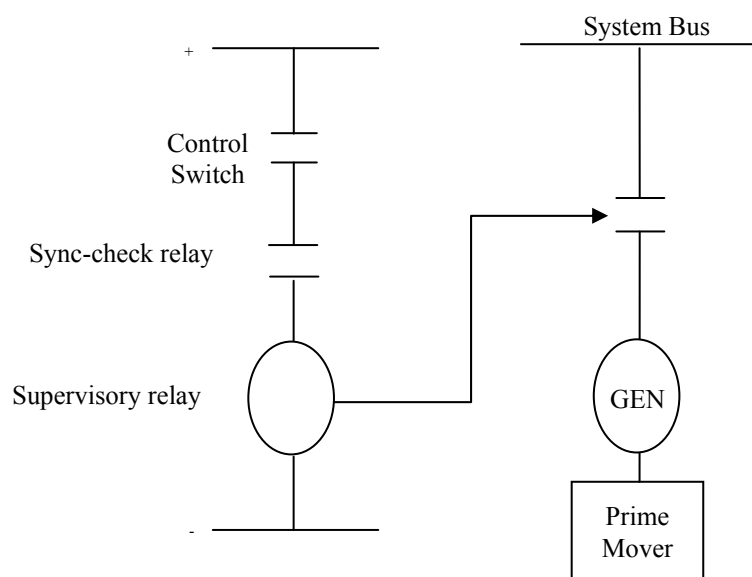 System Bus
+
Control
Switch
Sync-check relay
Supervisory relay
GEN
-
Prime
Mover